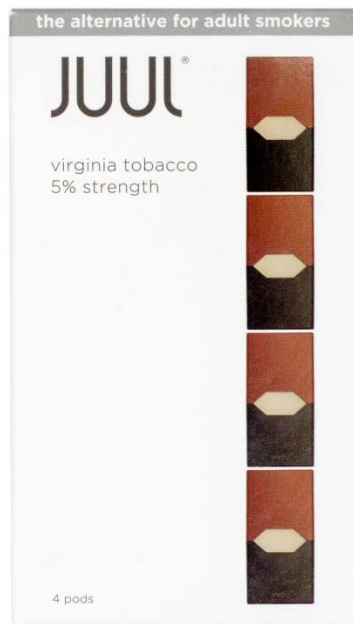 the alternative for adult smokers
JUUL®
virginia tobacco
5% strength
4 pods